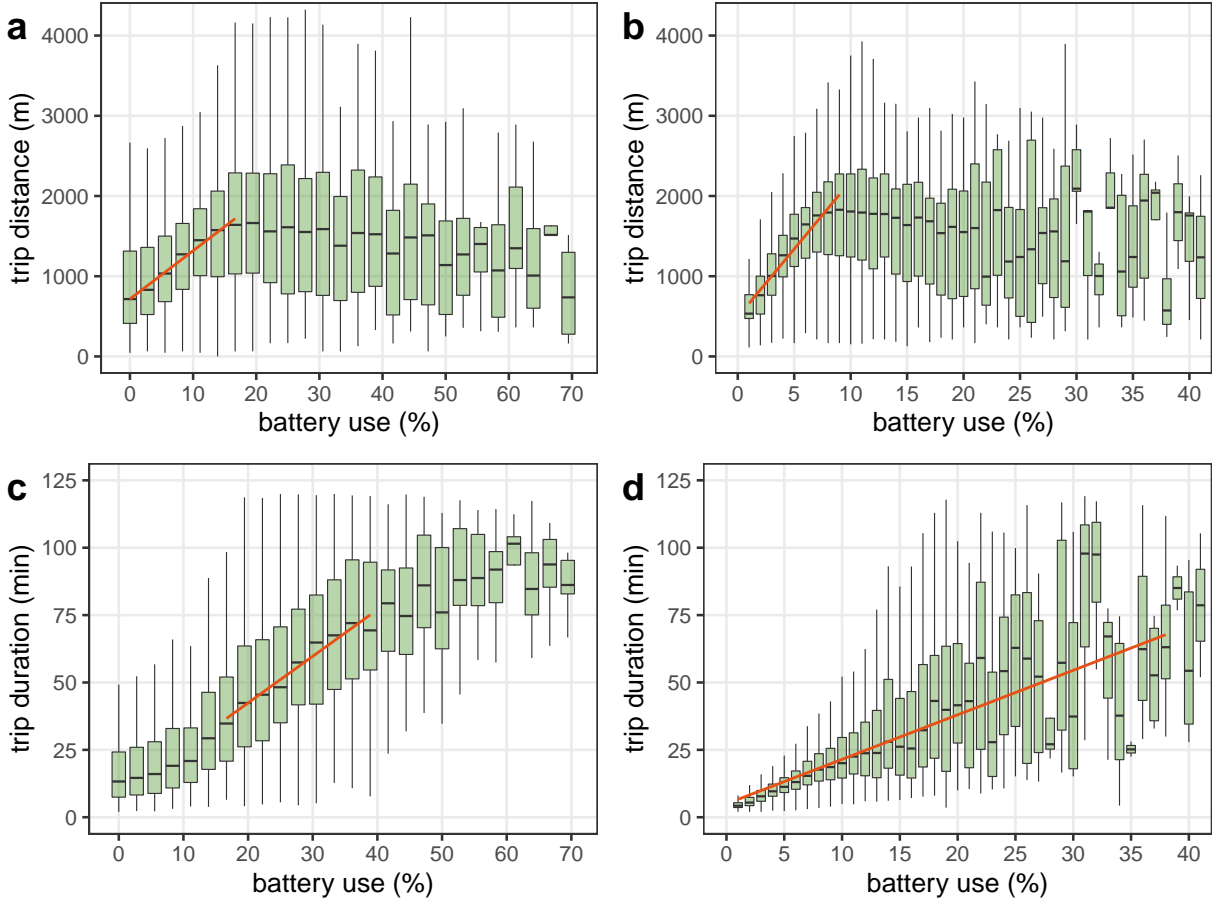 a
trip distance (m)
4000
3000
2000
1000
0
0 10 20 30 40 50 60 70
battery use (%)
b
trip distance (m)
4000
3000
2000
1000
0
0 5 10 15 20 25 30 35 40
battery use (%)
c
trip duration (min)
125
100
75
50
25
0
0 10 20 30 40 50 60 70
battery use (%)
d
trip duration (min)
125
100
75
50
25
0
0 5 10 15 20 25 30 35 40
battery use (%)